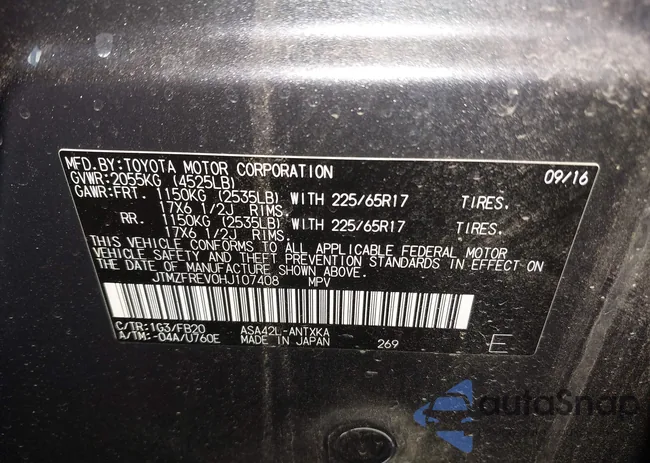 MFD.BY:TOYOTA MOTOR CORPORATION 09/16
GVWR:2055KG (4525LB)
GAWR:FRT. 1150KG (2535LB) WITH 225/65R17 TIRES.
17X6 1/2J RIMS.
RR. 1150KG (2535LB) WITH 225/65R17 TIRES.
17X6 1/2J RIMS.
THIS VEHICLE CONFORMS TO ALL APPLICABLE FEDERAL MOTOR
VEHICLE SAFETY AND THEFT PREVENTION STANDARDS IN EFFECT ON
THE DATE OF MANUFACTURE SHOWN ABOVE.
JTMZFREV0HJ107408 MPV
C/TR:1G3/FB20 ASA42L-ANTXKA
A/TM:-04A/U760E MADE IN JAPAN 269 E
autoSnap